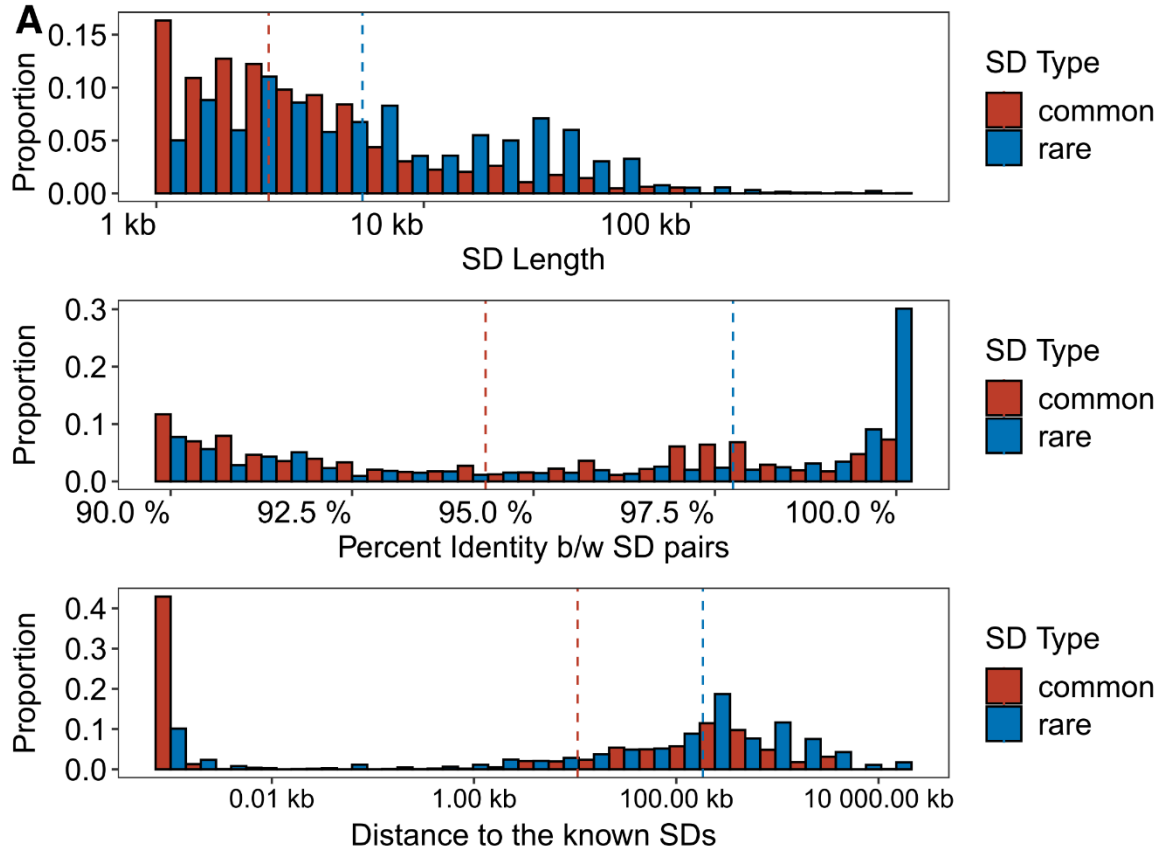 A
Proportion
0.15
0.10
0.05
0.00
1 kb
10 kb
100 kb
SD Length
SD Type
common
rare
Proportion
0.3
0.2
0.1
0.0
90.0 %
92.5 %
95.0 %
97.5 %
100.0 %
Percent Identity b/w SD pairs
SD Type
common
rare
Proportion
0.4
0.3
0.2
0.1
0.0
0.01 kb
1.00 kb
100.00 kb
10 000.00 kb
Distance to the known SDs
SD Type
common
rare